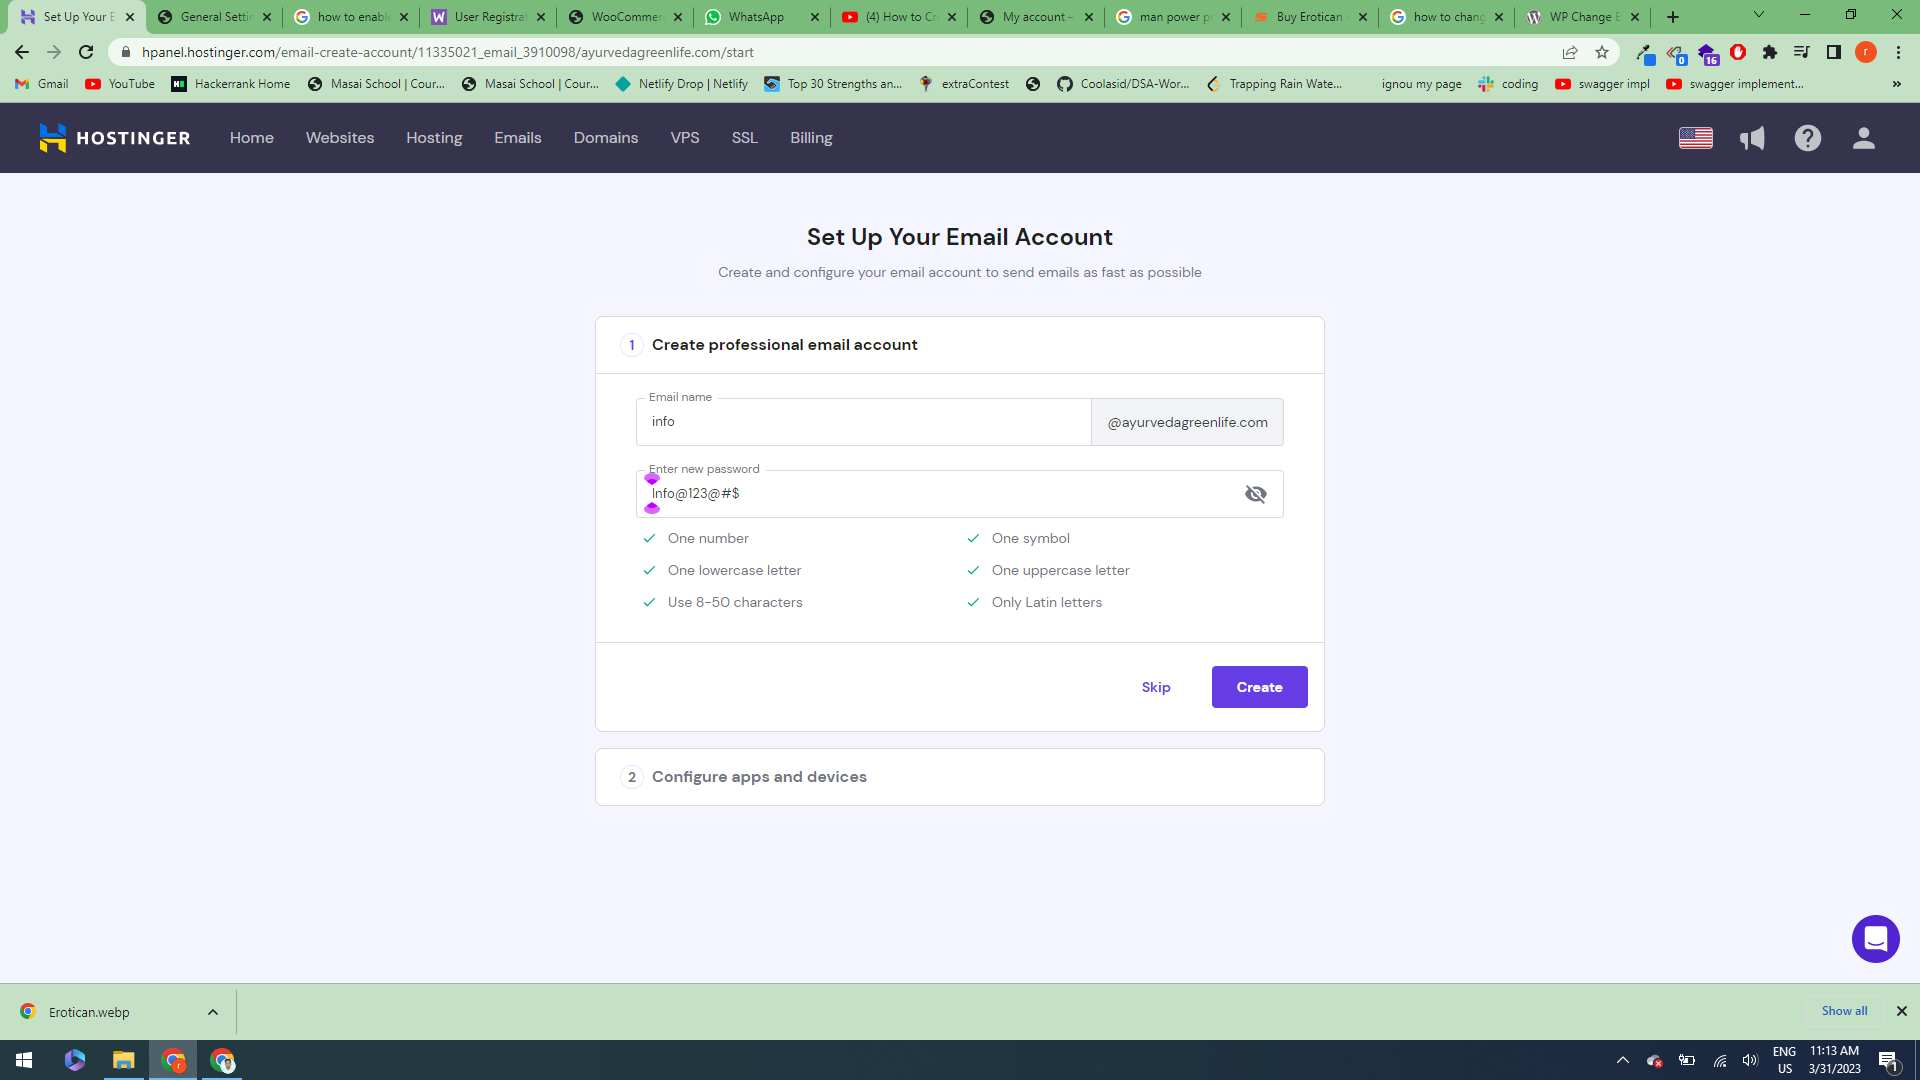 Set Up Your E
General Settin
how to enable
User Registrat
WooCommer
WhatsApp
(4) How to Cr
My account –
man power p
Buy Erotican -
how to chang
WP Change E
hpanel.hostinger.com/email-create-account/11335021_email_3910098/ayurvedagreenlife.com/start
0
16
r
Gmail
YouTube
Hackerrank Home
Masai School | Cour...
Masai School | Cour...
Netlify Drop | Netlify
Top 30 Strengths an...
extraContest
Coolasid/DSA-Wor...
Trapping Rain Wate...
ignou my page
coding
swagger impl
swagger implement...
»
HOSTINGER
Home
Websites
Hosting
Emails
Domains
VPS
SSL
Billing
Set Up Your Email Account
Create and configure your email account to send emails as fast as possible
1 Create professional email account
Email name
info
@ayurvedagreenlife.com
Enter new password
Info@123@#$
One number
One symbol
One lowercase letter
One uppercase letter
Use 8-50 characters
Only Latin letters
Skip
Create
2 Configure apps and devices
Erotican.webp
Show all
ENG
US
11:13 AM
3/31/2023
1